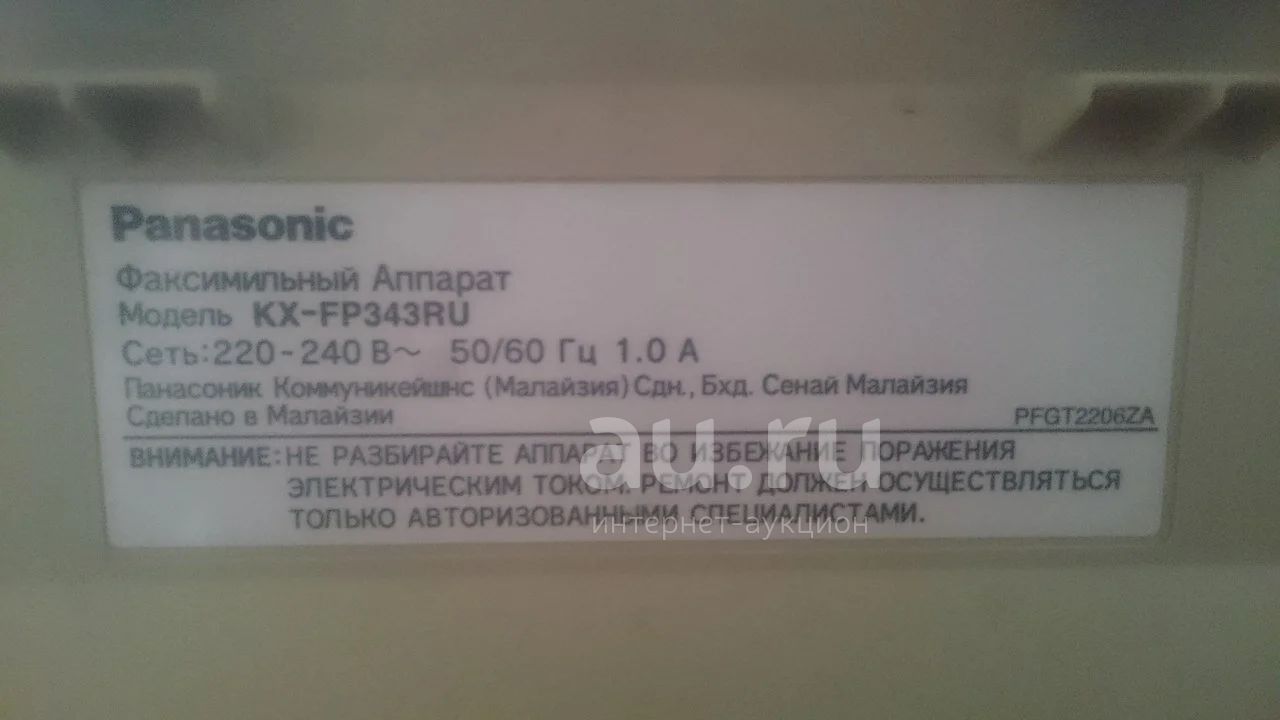 Panasonic
Факсимильный Аппарат
Модель KX-FP343RU
Сеть:220-240 В~ 50/60 Гц 1.0 А
Панасоник Коммуникейшнс (Малайзия) Сдн., Бхд. Сенай Малайзия
Сделано в Малайзии PFGT2206ZA
ВНИМАНИЕ: НЕ РАЗБИРАЙТЕ АППАРАТ ВО ИЗБЕЖАНИЕ ПОРАЖЕНИЯ
ЭЛЕКТРИЧЕСКИМ ТОКОМ. РЕМОНТ ДОЛЖЕН ОСУЩЕСТВЛЯТЬСЯ
ТОЛЬКО АВТОРИЗОВАННЫМИ СПЕЦИАЛИСТАМИ.
au.ru
интернет-аукцион